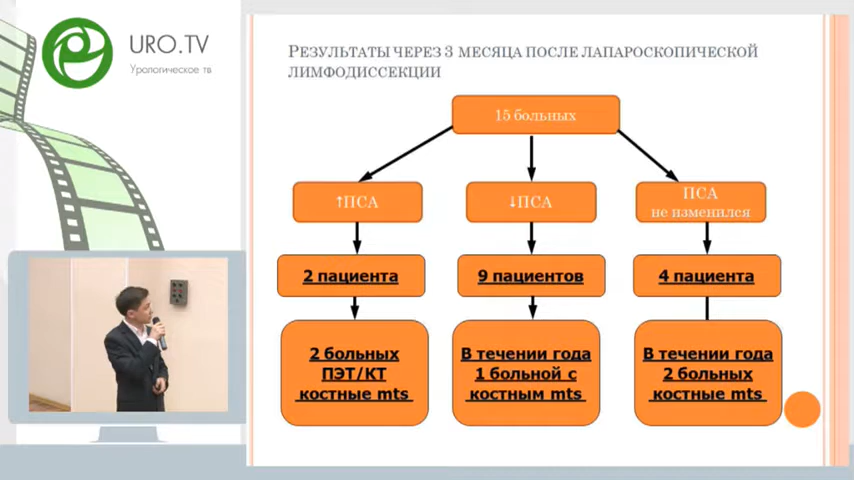 URO.TV
Урологическое тв
Результаты через 3 месяца после лапароскопической
лимфодиссекции
15 больных
↑ПСА
↓ПСА
ПСА
не изменился
2 пациента
9 пациентов
4 пациента
2 больных
ПЭТ/КТ
костные mts
В течении года
1 больной с
костным mts
В течении года
2 больных
костные mts